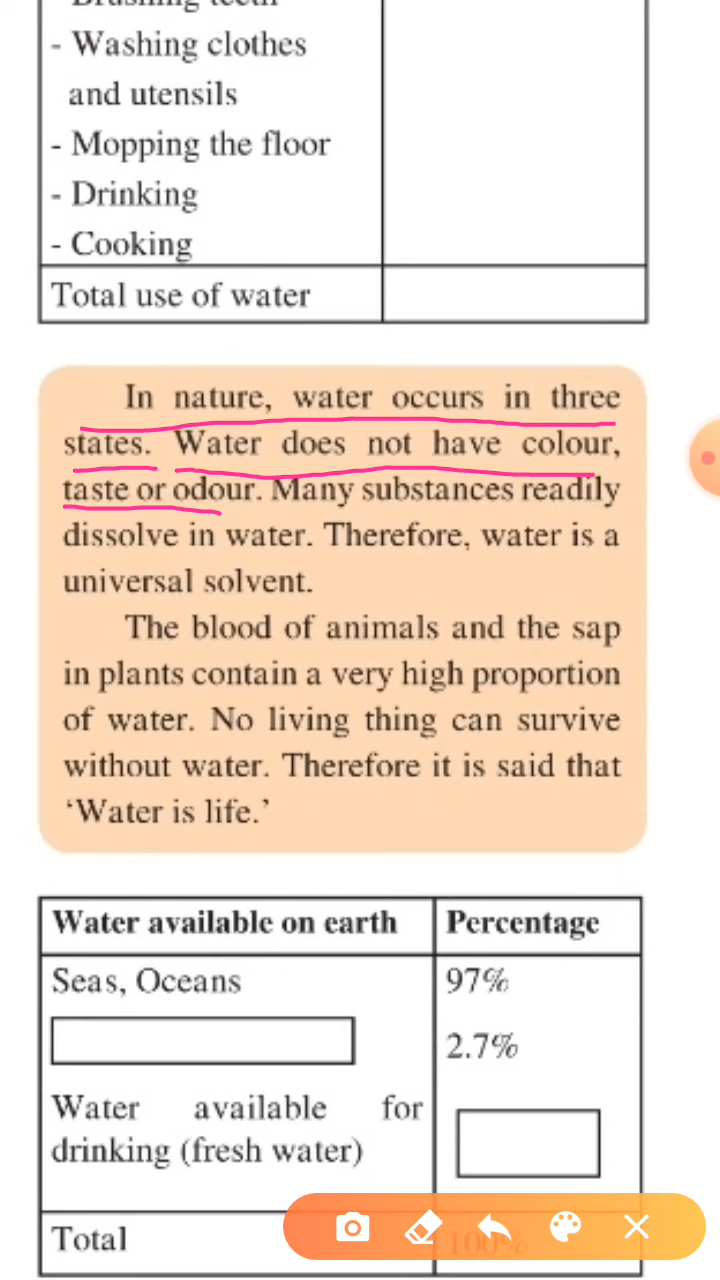 Brushing teeth
- Washing clothes
and utensils
- Mopping the floor
- Drinking
- Cooking
Total use of water
In nature, water occurs in three
states. Water does not have colour,
taste or odour. Many substances readily
dissolve in water. Therefore, water is a
universal solvent.
The blood of animals and the sap
in plants contain a very high proportion
of water. No living thing can survive
without water. Therefore it is said that
‘Water is life.’
Water available on earth Percentage
Seas, Oceans 97%
2.7%
Water available for
drinking (fresh water)
Total 100%